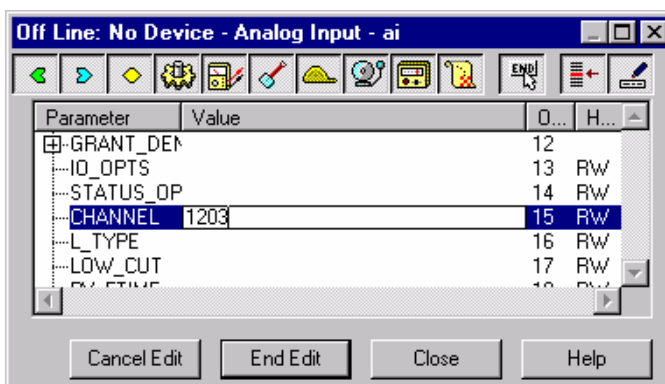 Off Line: No Device - Analog Input - ai
END
Parameter Value O... H...
GRANT_DEN 12
IO_OPTS 13 RW
STATUS_OP 14 RW
CHANNEL 1203 15 RW
L_TYPE 16 RW
LOW_CUT 17 RW
Cancel Edit End Edit Close Help